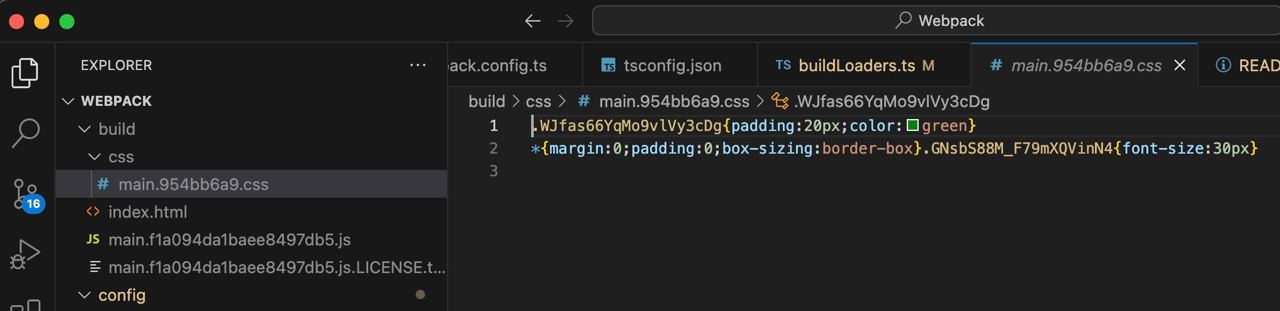 Webpack
EXPLORER
ack.config.ts
TS tsconfig.json
TS buildLoaders.ts M
# main.954bb6a9.css
READ
WEBPACK
build > css > # main.954bb6a9.css > .WJfas66YqMo9vlVy3cDg
build
css
# main.954bb6a9.css
index.html
JS main.f1a094da1baee8497db5.js
main.f1a094da1baee8497db5.js.LICENSE.t...
config
16
1 .WJfas66YqMo9vlVy3cDg{padding:20px;color:green}
2 *{margin:0;padding:0;box-sizing:border-box}.GNsbS88M_F79mXQVinN4{font-size:30px}
3